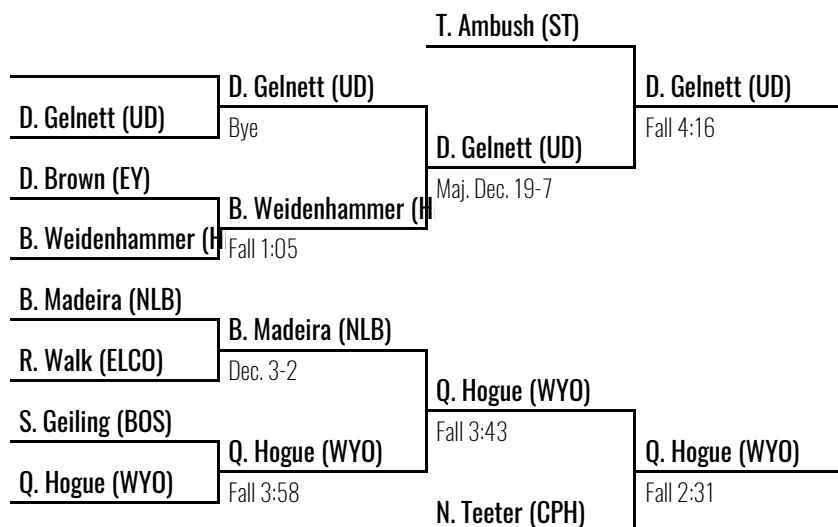 T. Ambush (ST)
D. Gelnett (UD)
D. Gelnett (UD)
D. Gelnett (UD)
Bye
Fall 4:16
D. Gelnett (UD)
D. Brown (EY)
Maj. Dec. 19-7
B. Weidenhammer (H
B. Weidenhammer (H
Fall 1:05
B. Madeira (NLB)
B. Madeira (NLB)
R. Walk (ELCO)
Dec. 3-2
Q. Hogue (WYO)
S. Geiling (BOS)
Fall 3:43
Q. Hogue (WYO)
Q. Hogue (WYO)
Q. Hogue (WYO)
Fall 3:58
Fall 2:31
N. Teeter (CPH)